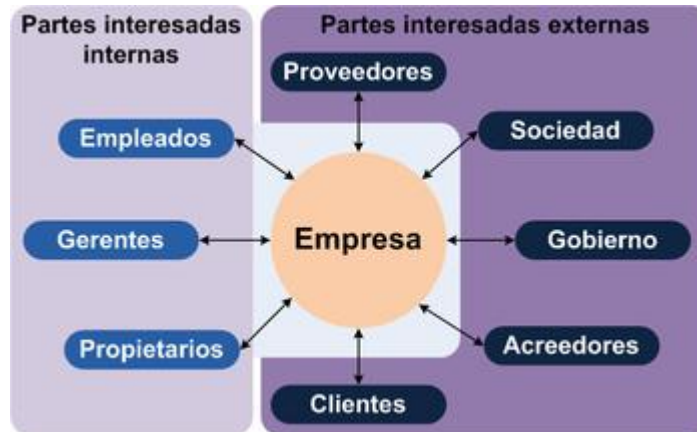 Partes interesadas
internas
Partes interesadas externas
Proveedores
Empleados
Sociedad
Gerentes
Empresa
Gobierno
Propietarios
Acreedores
Clientes